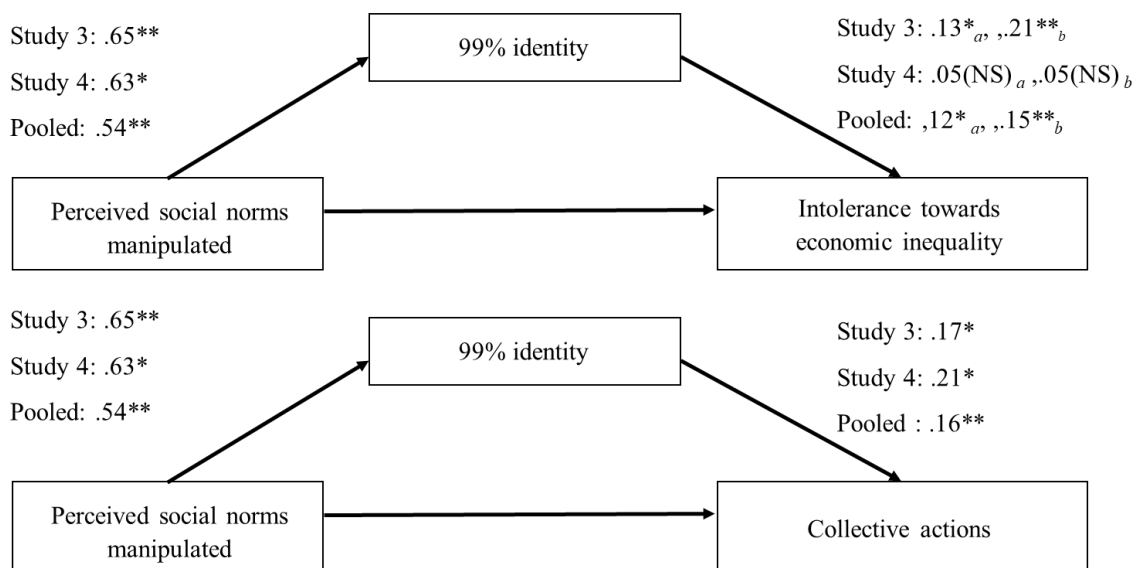 Study 3: .65**
Study 4: .63*
Pooled: .54**
99% identity
Study 3: .13*a, ,.21**b
Study 4: .05(NS) a ,.05(NS) b
Pooled: ,12* a, ,.15**b
Perceived social norms
manipulated
Intolerance towards
economic inequality
Study 3: .65**
Study 4: .63*
Pooled: .54**
99% identity
Study 3: .17*
Study 4: .21*
Pooled : .16**
Perceived social norms
manipulated
Collective actions